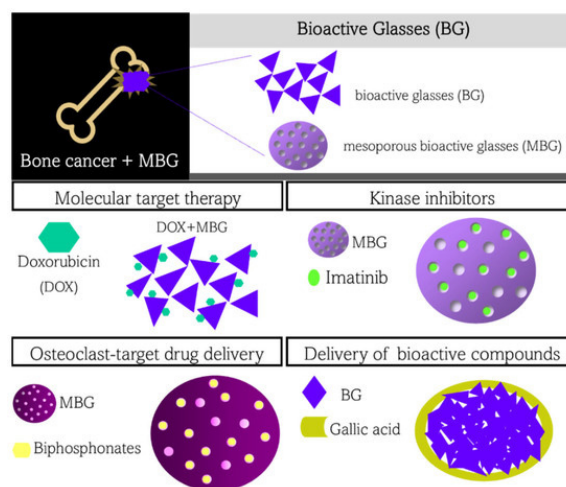 Bioactive Glasses (BG)
bioactive glasses (BG)
mesoporous bioactive glasses (MBG)
Bone cancer + MBG
Molecular target therapy
DOX+MBG
Doxorubicin
(DOX)
Kinase inhibitors
MBG
Imatinib
Osteoclast-target drug delivery
MBG
Biphosphonates
Delivery of bioactive compounds
BG
Gallic acid